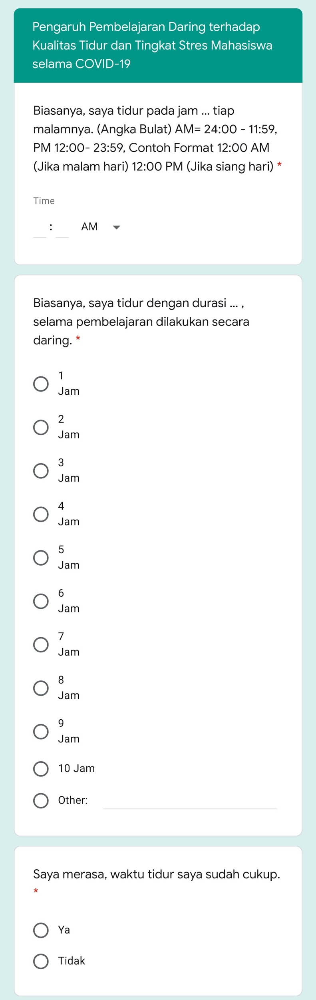 Pengaruh Pembelajaran Daring terhadap
Kualitas Tidur dan Tingkat Stres Mahasiswa
selama COVID-19
Biasanya, saya tidur pada jam ... tiap
malamnya. (Angka Bulat) AM= 24:00 - 11:59,
PM 12:00- 23:59, Contoh Format 12:00 AM
(Jika malam hari) 12:00 PM (Jika siang hari) *
Time
: AM
Biasanya, saya tidur dengan durasi ... ,
selama pembelajaran dilakukan secara
daring. *
1
Jam
2
Jam
3
Jam
4
Jam
5
Jam
6
Jam
7
Jam
8
Jam
9
Jam
10 Jam
Other:
Saya merasa, waktu tidur saya sudah cukup.
*
Ya
Tidak